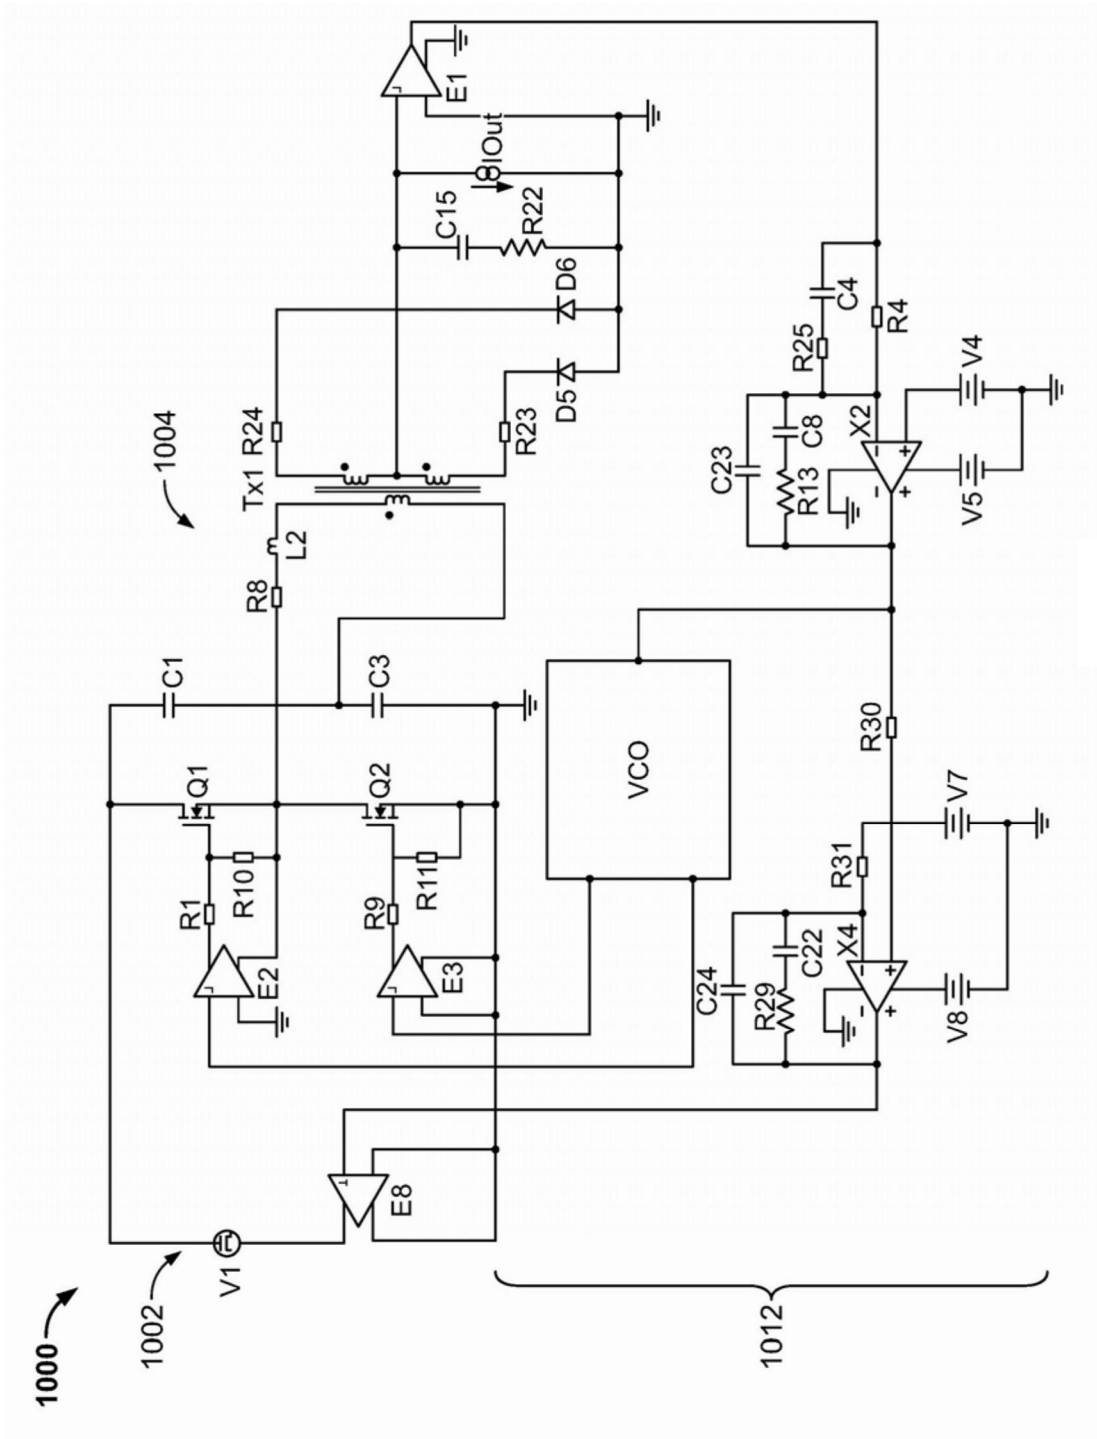 1000
1002
V1
E8
E2
R1
R10
Q1
E3
R9
R11
Q2
C1
C3
R8
L2
1004
Tx1
R24
R23
D5
D6
C15
R22
IOut
E1
VCO
1012
C24
R29
C22
X4
R31
V8
V7
R30
C23
R13
C8
X2
R25
C4
R4
V5
V4